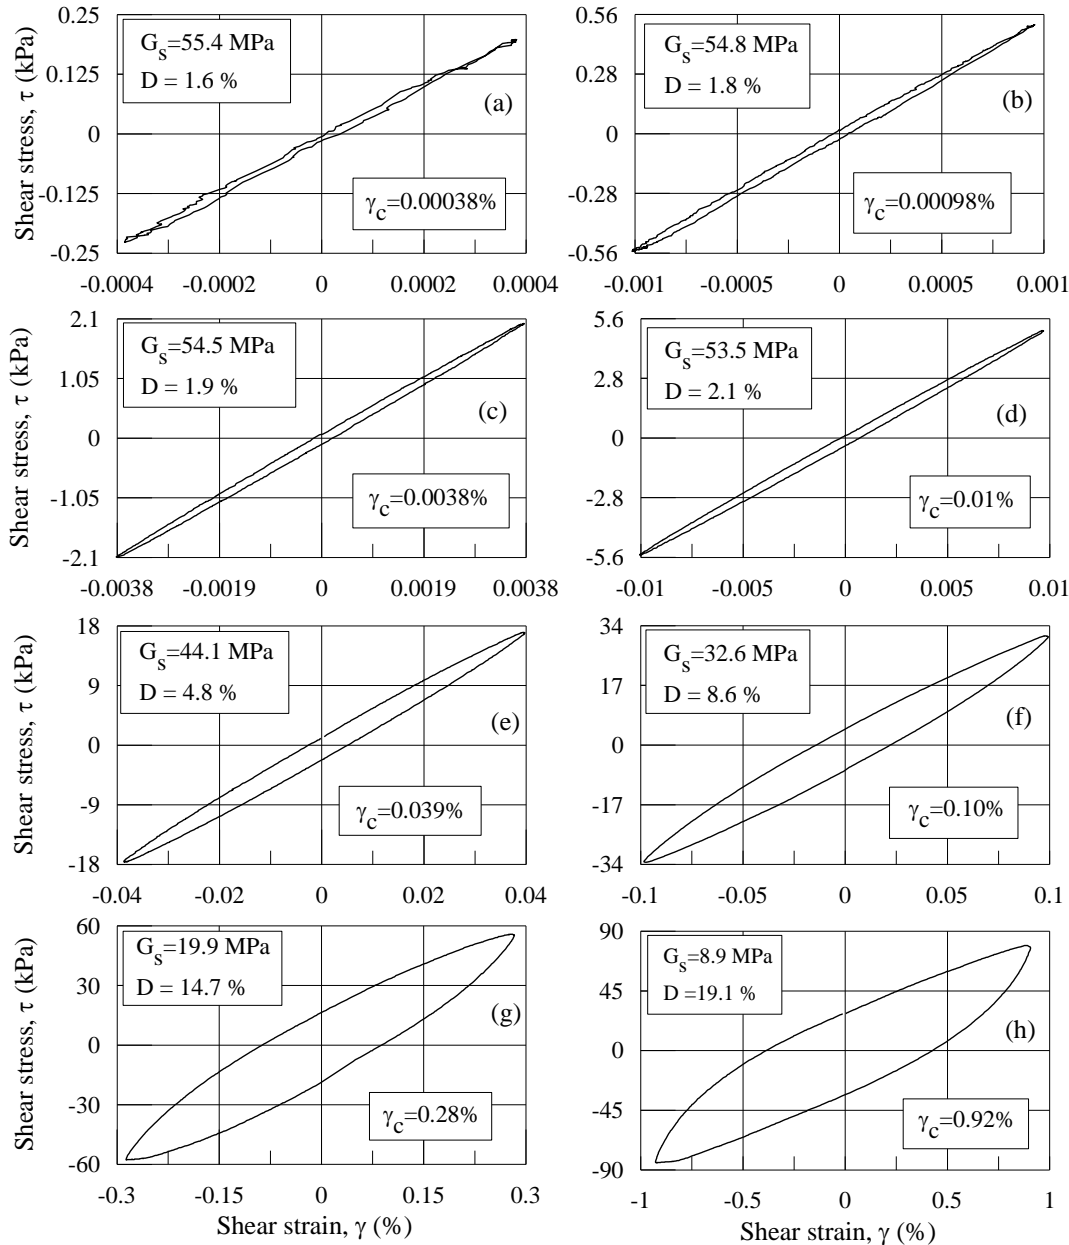 0.25
0.125
0
-0.125
-0.25
Shear stress, τ (kPa)
Gs=55.4 MPa
D = 1.6 %
(a)
γc=0.00038%
-0.0004
-0.0002
0
0.0002
0.0004
0.56
0.28
0
-0.28
-0.56
Gs=54.8 MPa
D = 1.8 %
(b)
γc=0.00098%
-0.001
-0.0005
0
0.0005
0.001
2.1
1.05
0
-1.05
-2.1
Shear stress, τ (kPa)
Gs=54.5 MPa
D = 1.9 %
(c)
γc=0.0038%
-0.0038
-0.0019
0
0.0019
0.0038
5.6
2.8
0
-2.8
-5.6
Gs=53.5 MPa
D = 2.1 %
(d)
γc=0.01%
-0.01
-0.005
0
0.005
0.01
18
9
0
-9
-18
Shear stress, τ (kPa)
Gs=44.1 MPa
D = 4.8 %
(e)
γc=0.039%
-0.04
-0.02
0
0.02
0.04
34
17
0
-17
-34
Gs=32.6 MPa
D = 8.6 %
(f)
γc=0.10%
-0.1
-0.05
0
0.05
0.1
60
30
0
-30
-60
Shear stress, τ (kPa)
Gs=19.9 MPa
D = 14.7 %
(g)
γc=0.28%
-0.3
-0.15
0
0.15
0.3
Shear strain, γ (%)
90
45
0
-45
-90
Gs=8.9 MPa
D =19.1 %
(h)
γc=0.92%
-1
-0.5
0
0.5
1
Shear strain, γ (%)